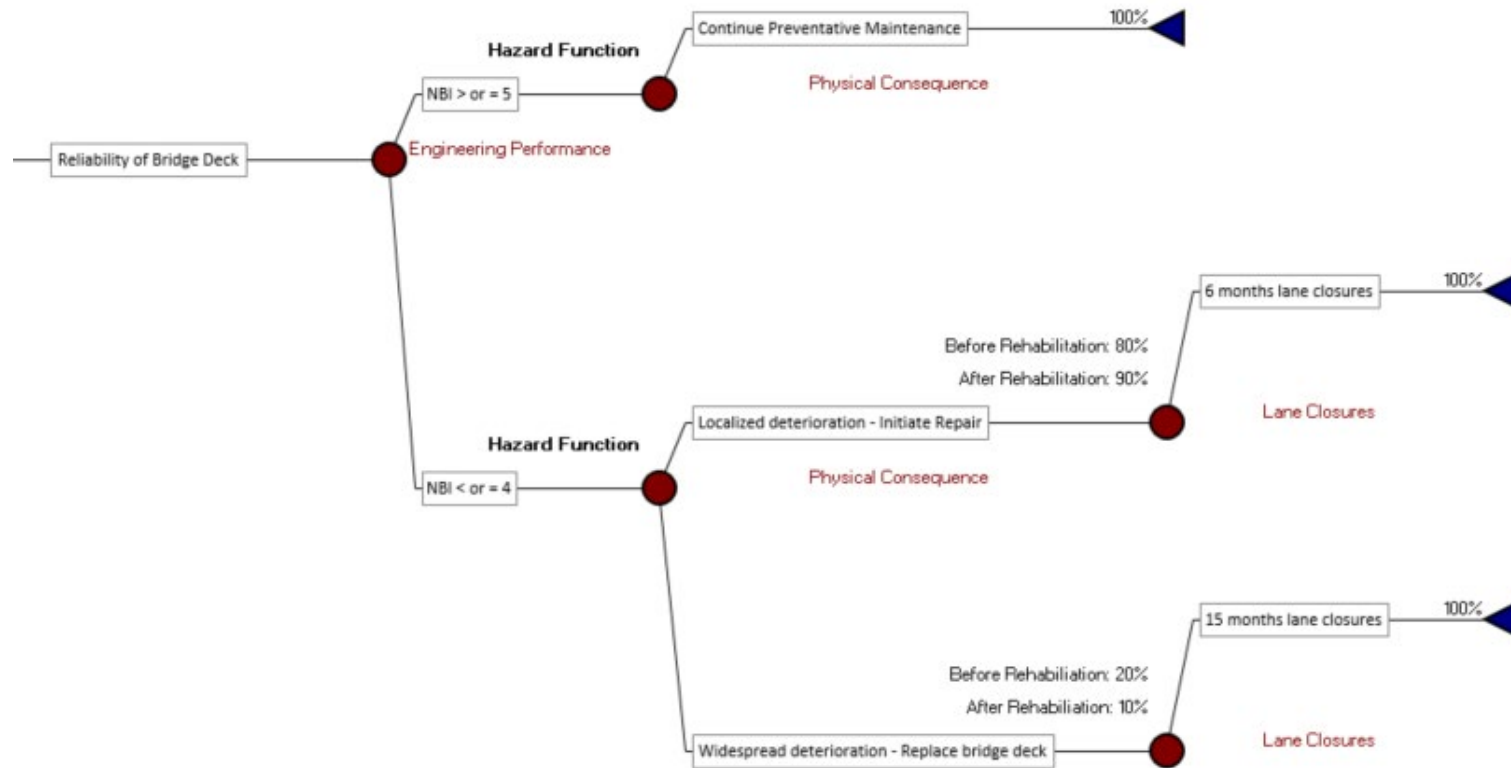 100%
Continue Preventative Maintenance
Hazard Function
Physical Consequence
NBI > or = 5
Engineering Performance
Reliability of Bridge Deck
100%
6 months lane closures
Before Rehabilitation: 80%
After Rehabilitation: 90%
Lane Closures
Localized deterioration - Initiate Repair
Hazard Function
Physical Consequence
NBI < or = 4
100%
15 months lane closures
Before Rehabiliation: 20%
After Rehabiliation: 10%
Lane Closures
Widespread deterioration - Replace bridge deck